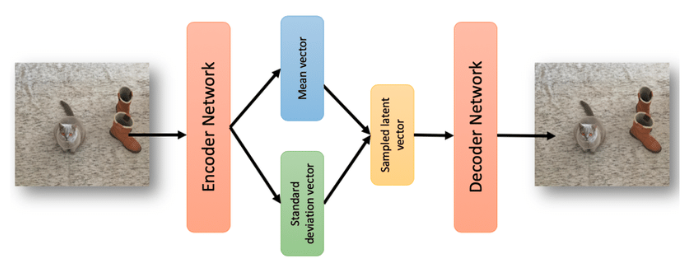 Encoder Network
Mean vector
Standard
deviation vector
Sampled latent
vector
Decoder Network